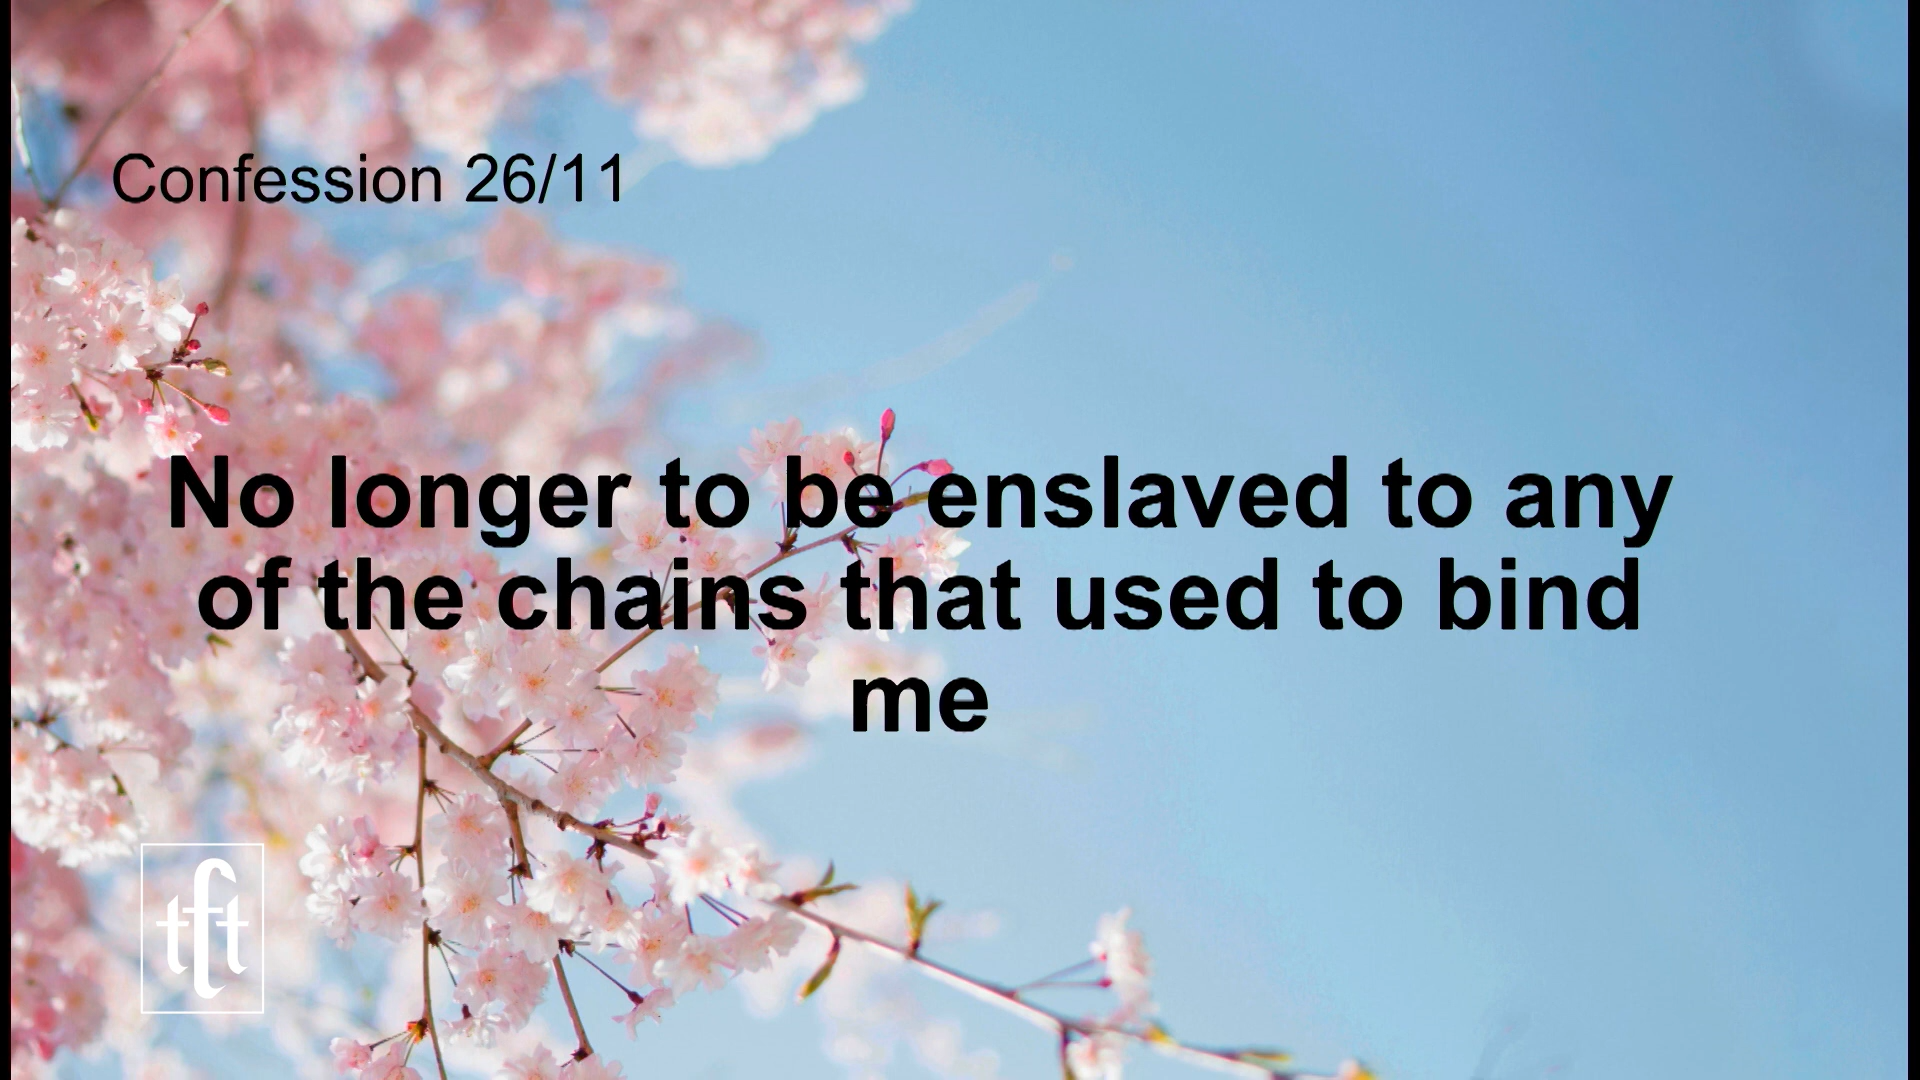 Confession 26/11
No longer to be enslaved to any
of the chains that used to bind
me
tft